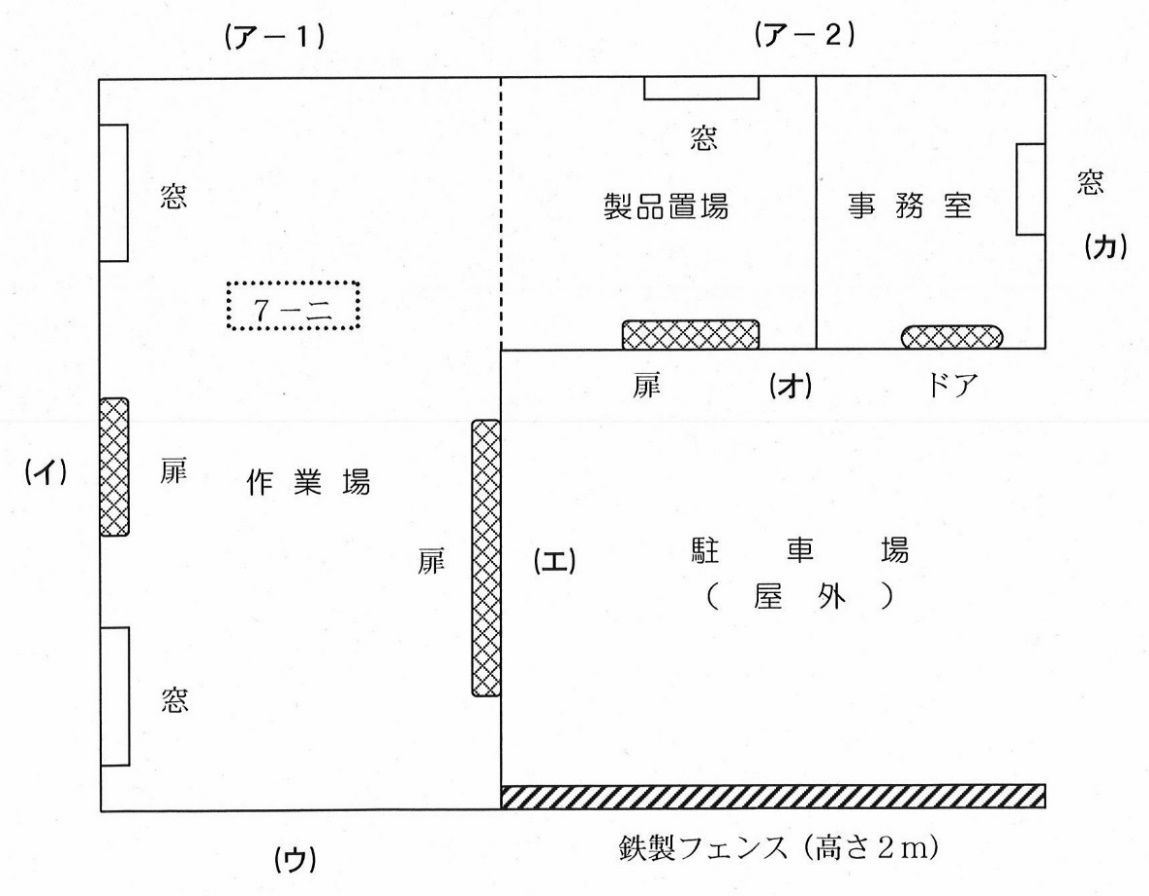 (ア－１)
(ア－２)
窓
窓
窓
製品置場
事務室
(カ)
７－ニ
扉
(オ)
ドア
(イ)
扉
作業場
扉
(エ)
駐車場
（屋外）
窓
鉄製フェンス（高さ２ｍ）
(ウ)